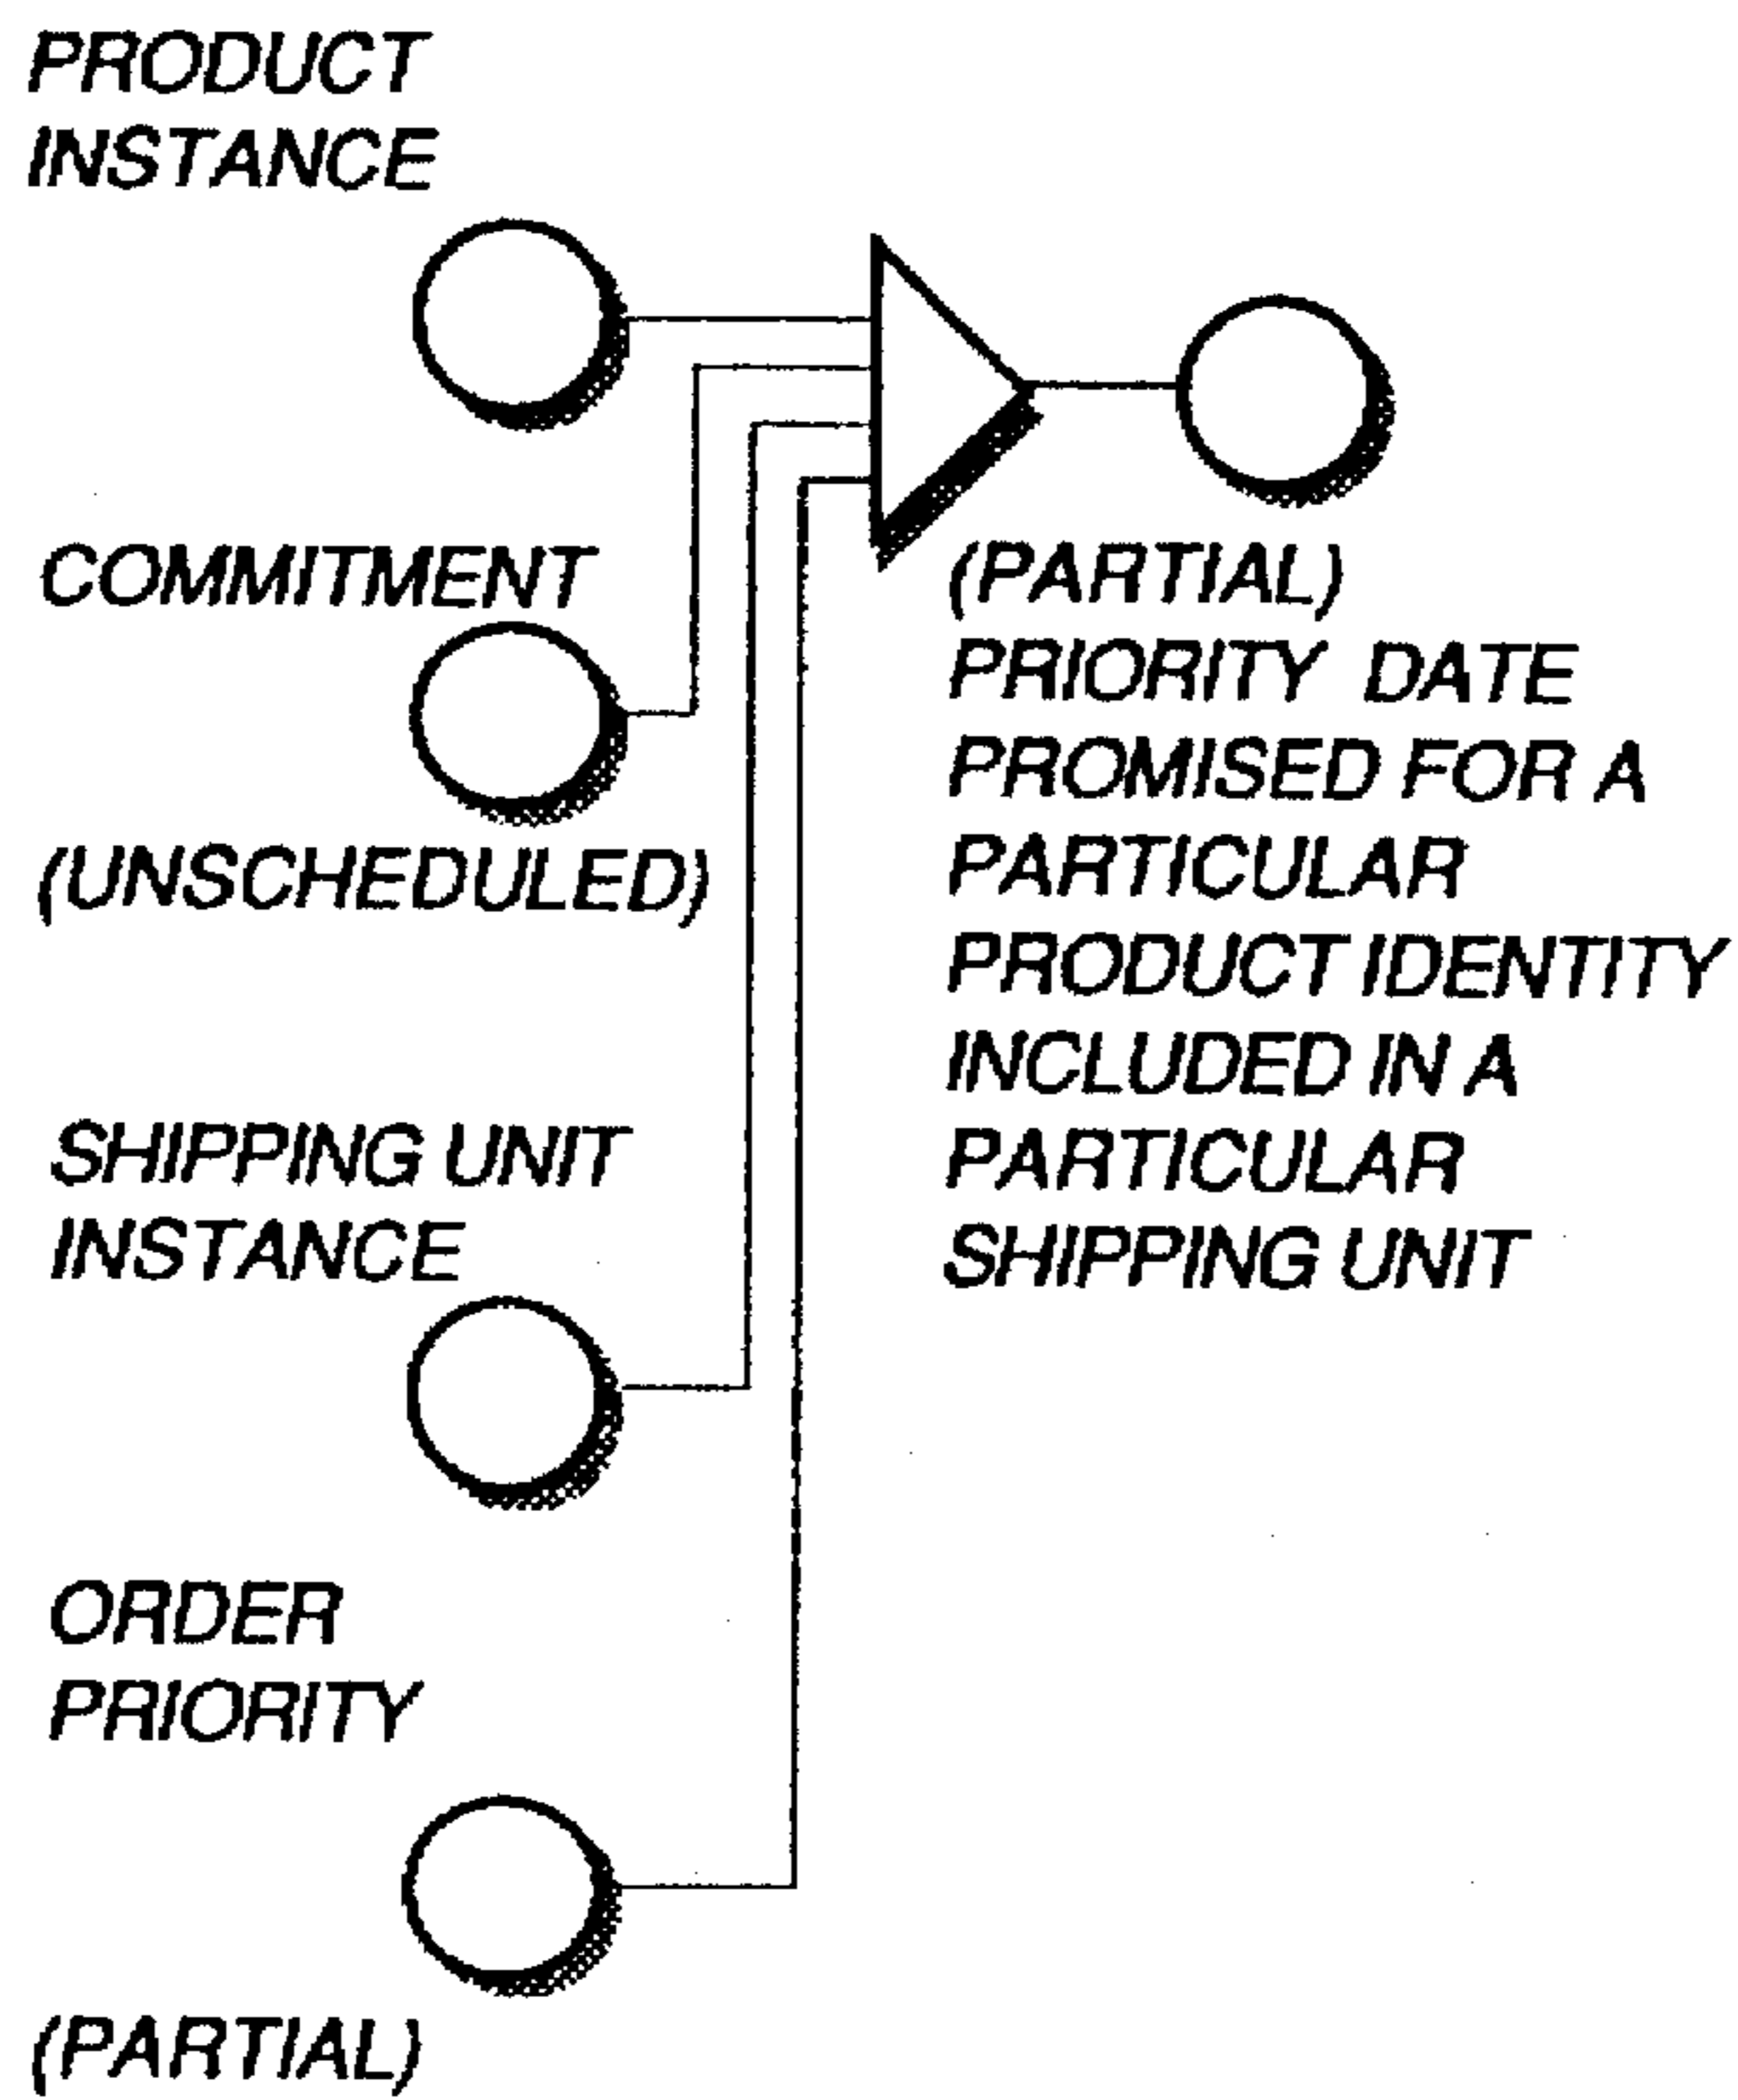 PRODUCT
INSTANCE
COMMITMENT
(UNSCHEDULED)
SHIPPING UNIT
INSTANCE
ORDER
PRIORITY
(PARTIAL)
(PARTIAL)
PRIORITY DATE
PROMISED FOR A
PARTICULAR
PRODUCT IDENTITY
INCLUDED IN A
PARTICULAR
SHIPPING UNIT